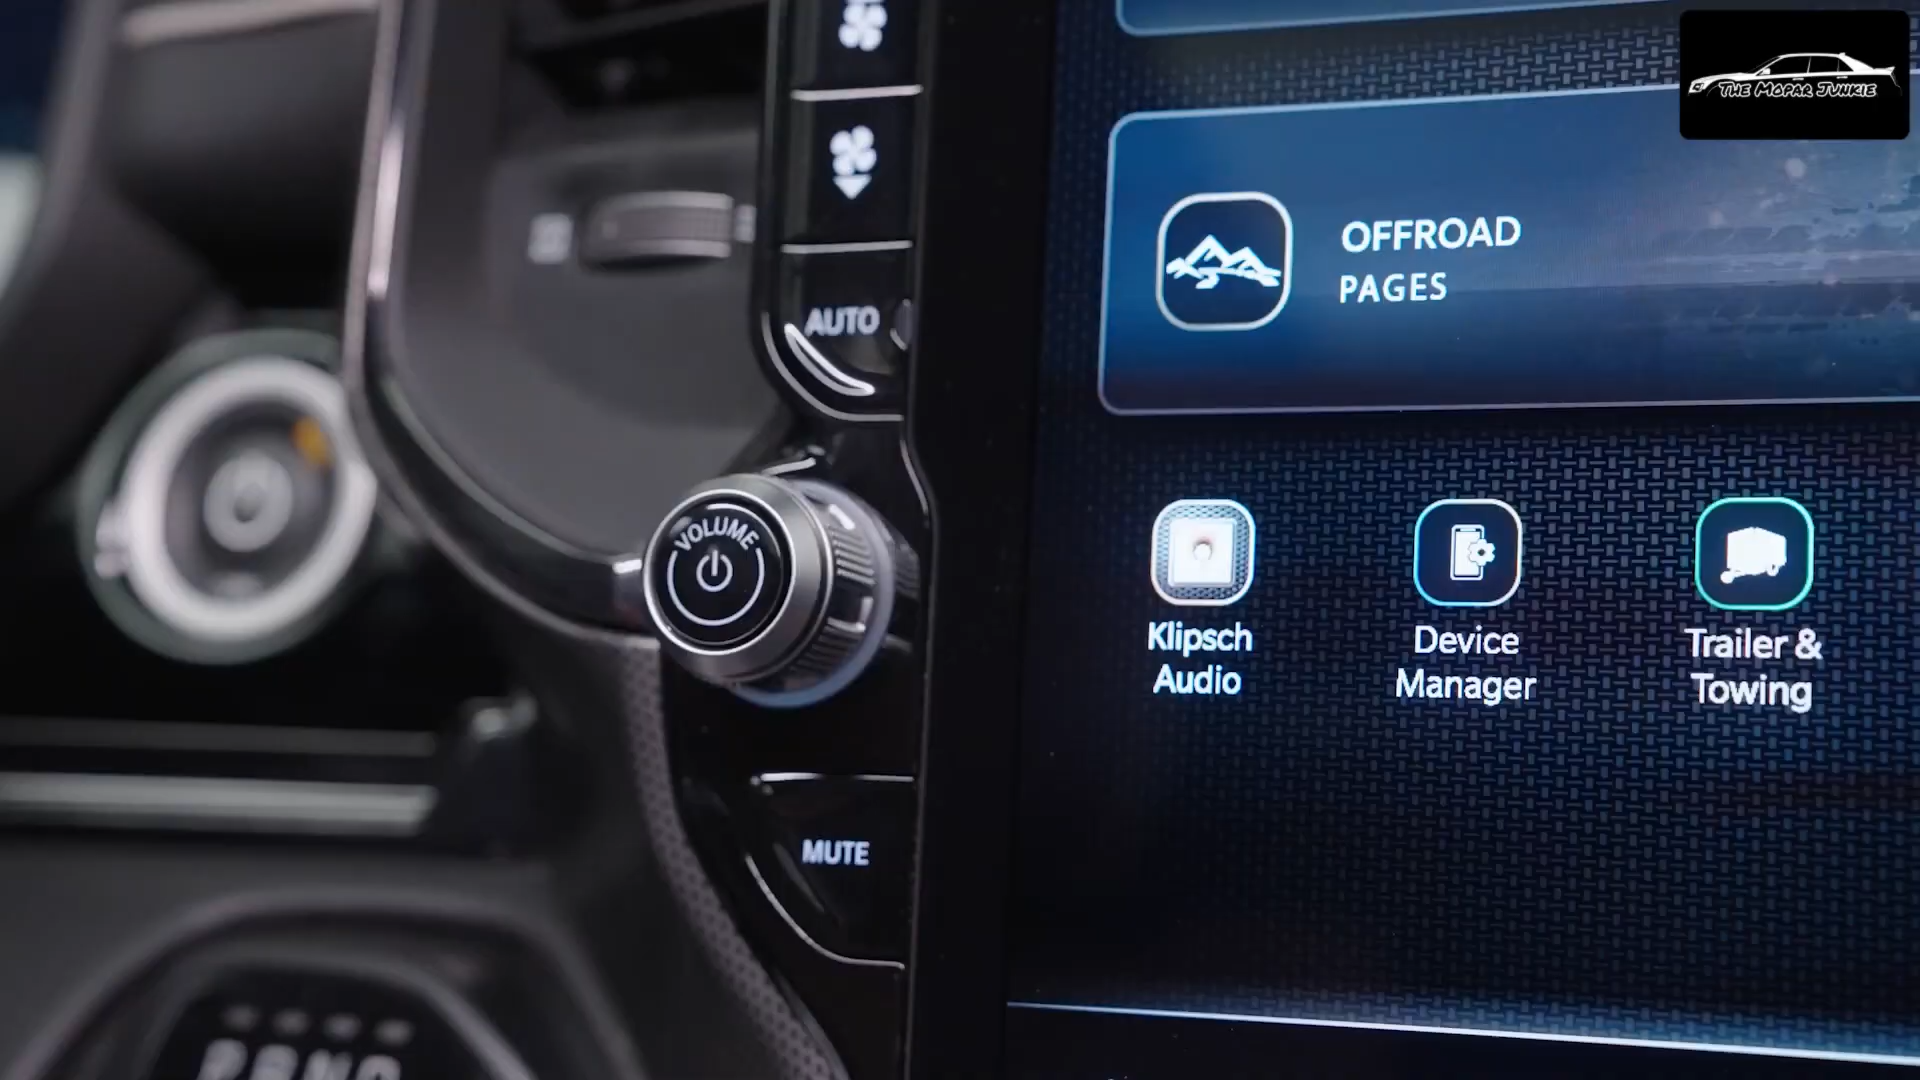 THE MOPAR JUNKIE
OFFROAD
PAGES
AUTO
VOLUME
Klipsch
Audio
Device
Manager
Trailer &
Towing
MUTE